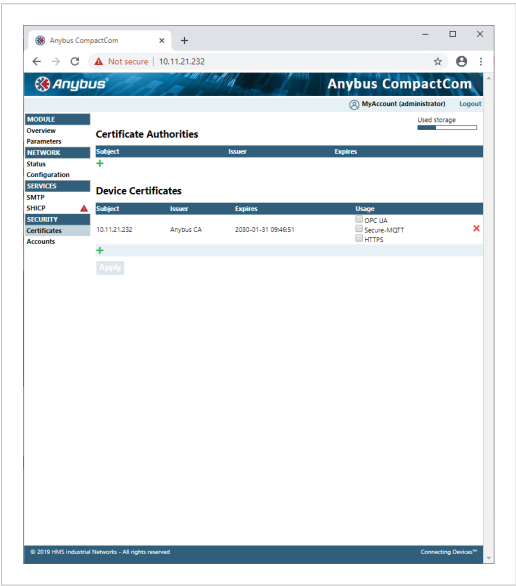 Anybus CompactCom
Not secure | 10.11.21.232
Anybus®
Anybus CompactCom
MyAccount (administrator) Logout
Used storage
MODULE
Overview
Parameters
NETWORK
Status
Configuration
SERVICES
SMTP
SHICP
SECURITY
Certificates
Accounts
Certificate Authorities
Subject Issuer Expires
+
Device Certificates
Subject Issuer Expires Usage
OPC UA
10.11.21.232 Anybus CA 2030-01-31 09:46:51 Secure-MQTT
HTTPS
+
Apply
© 2019 HMS Industrial Networks - All rights reserved Connecting Devices™